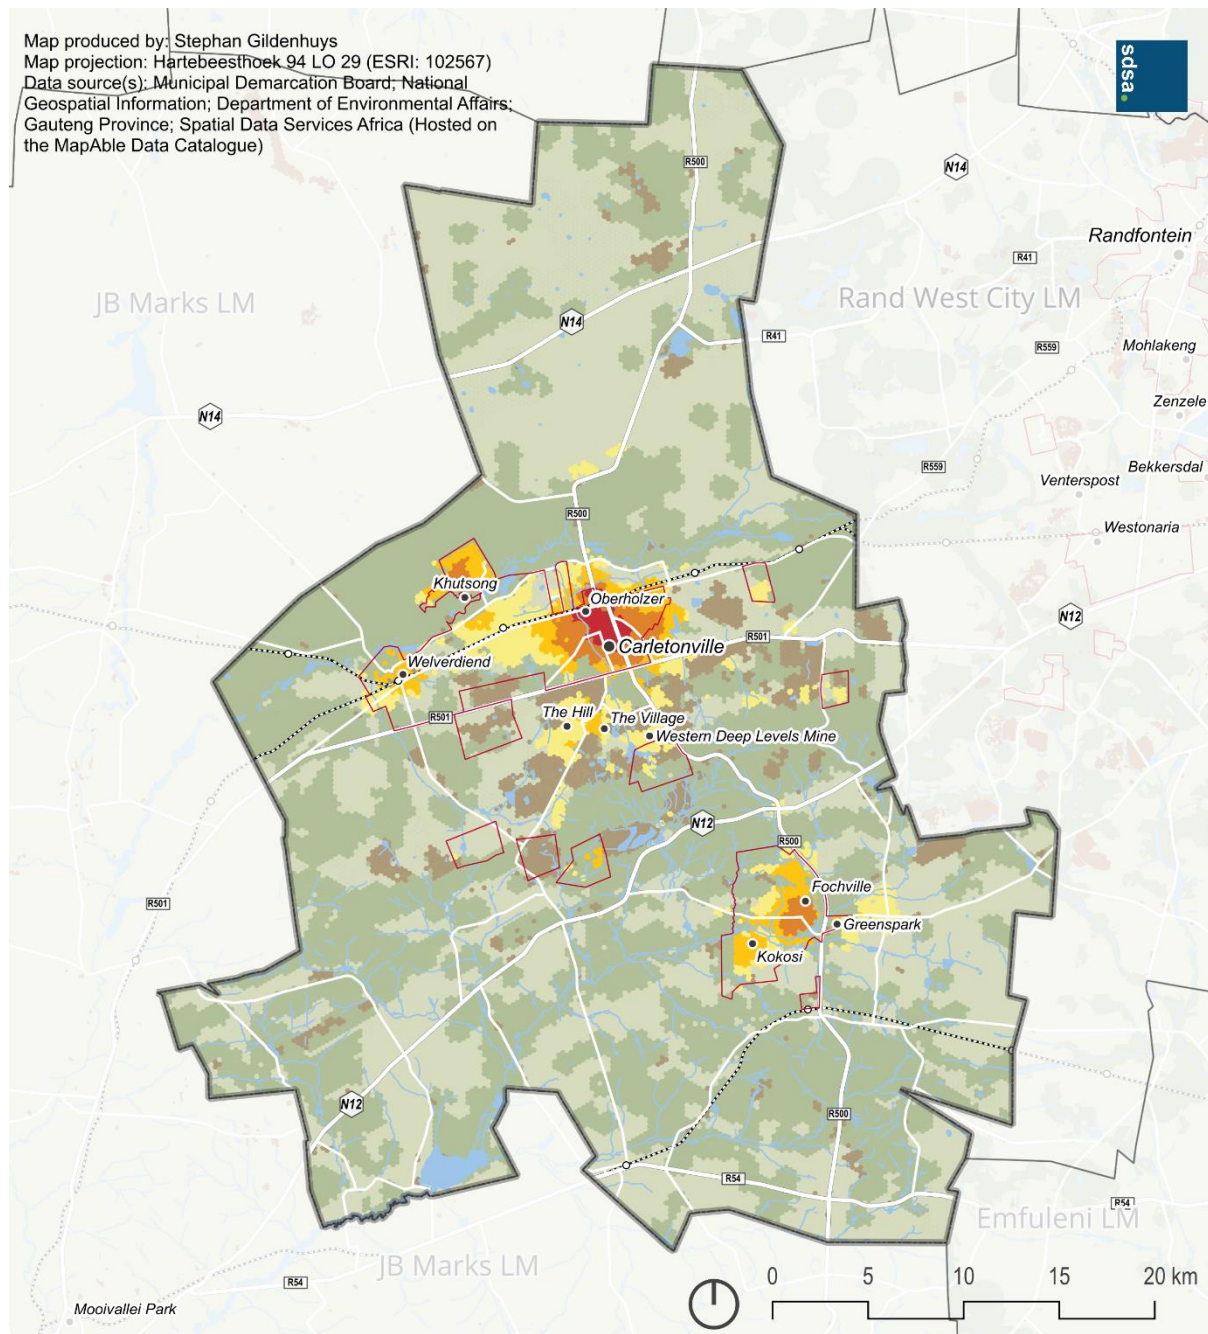 Map produced by: Stephan Gildenhuys
Map projection: Hartebeesthoek 94 LO 29 (ESRI: 102567)
Data source(s): Municipal Demarcation Board; National
Geospatial Information; Department of Environmental Affairs;
Gauteng Province; Spatial Data Services Africa (Hosted on
the MapAble Data Catalogue)
sdsa.
R500
N14
Randfontein
R41
JB Marks LM
Rand West City LM
N14
R41
R559
Mohlakeng
N14
Zenzele
R559
Bekkersdal
Venterspost
R500
Westonaria
Khutsong
Oberholzer
N12
R501
Carletonville
Welverdiend
The Hill
The Village
R501
Western Deep Levels Mine
N12
R500
Fochville
R501
Greenspark
Kokosi
N12
R500
R54
R54
Emfuleni LM
JB Marks LM
R54
0 5 10 15 20 km
Mooivallei Park